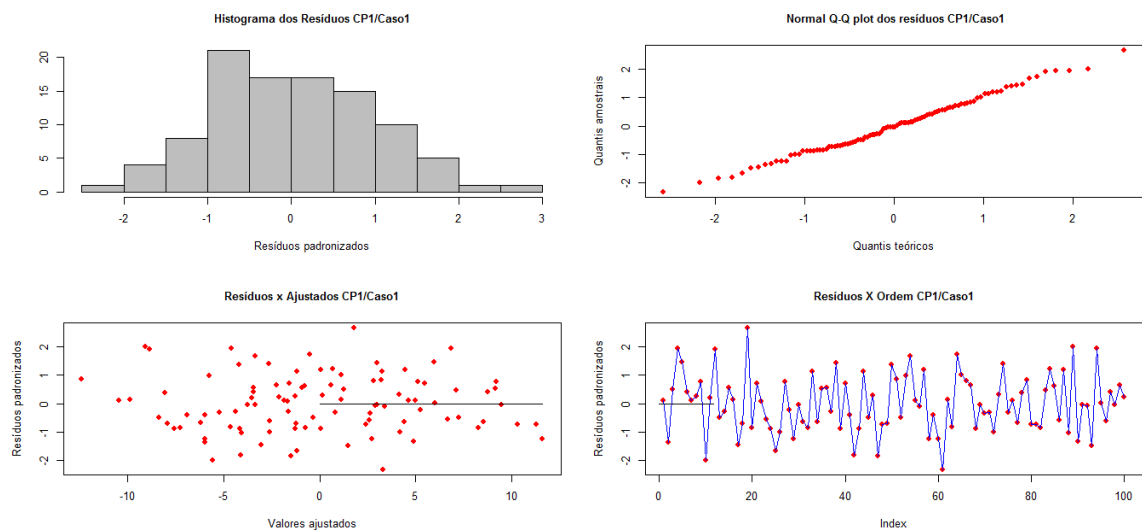 Histograma dos Resíduos CP1/Caso1
20
15
10
5
0
-2 -1 0 1 2 3
Resíduos padronizados
Normal Q-Q plot dos resíduos CP1/Caso1
Quantis amostrais
2
1
0
-1
-2
-2 -1 0 1 2
Quantis teóricos
Resíduos x Ajustados CP1/Caso1
Resíduos padronizados
2
1
0
-1
-2
-10 -5 0 5 10
Valores ajustados
Resíduos X Ordem CP1/Caso1
Resíduos padronizados
2
1
0
-1
-2
0 20 40 60 80 100
Index